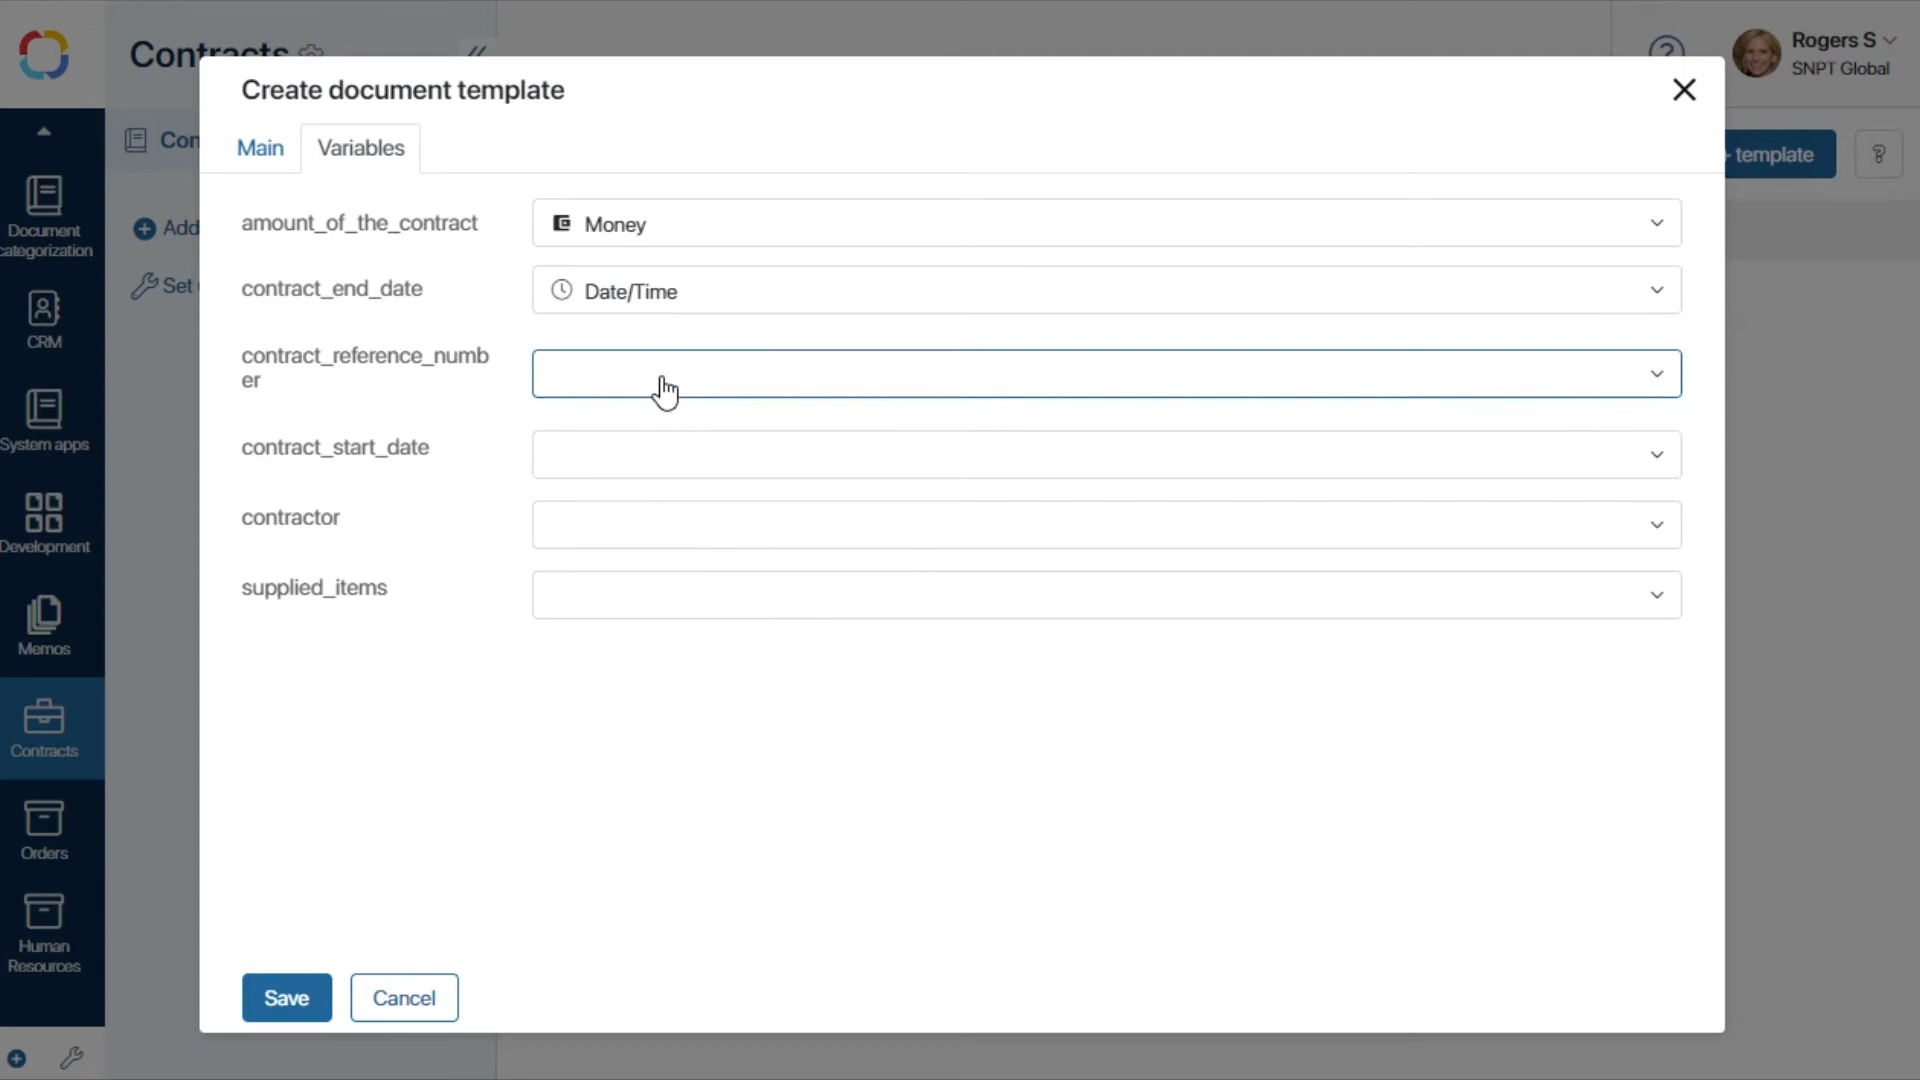 Contracts
Rogers S
SNPT Global
Create document template
Main
Variables
template
Con
Add
Set
amount_of_the_contract
Money
contract_end_date
Date/Time
contract_reference_numb
er
contract_start_date
contractor
supplied_items
Save
Cancel
Document
categorization
CRM
System apps
Development
Memos
Contracts
Orders
Human
Resources